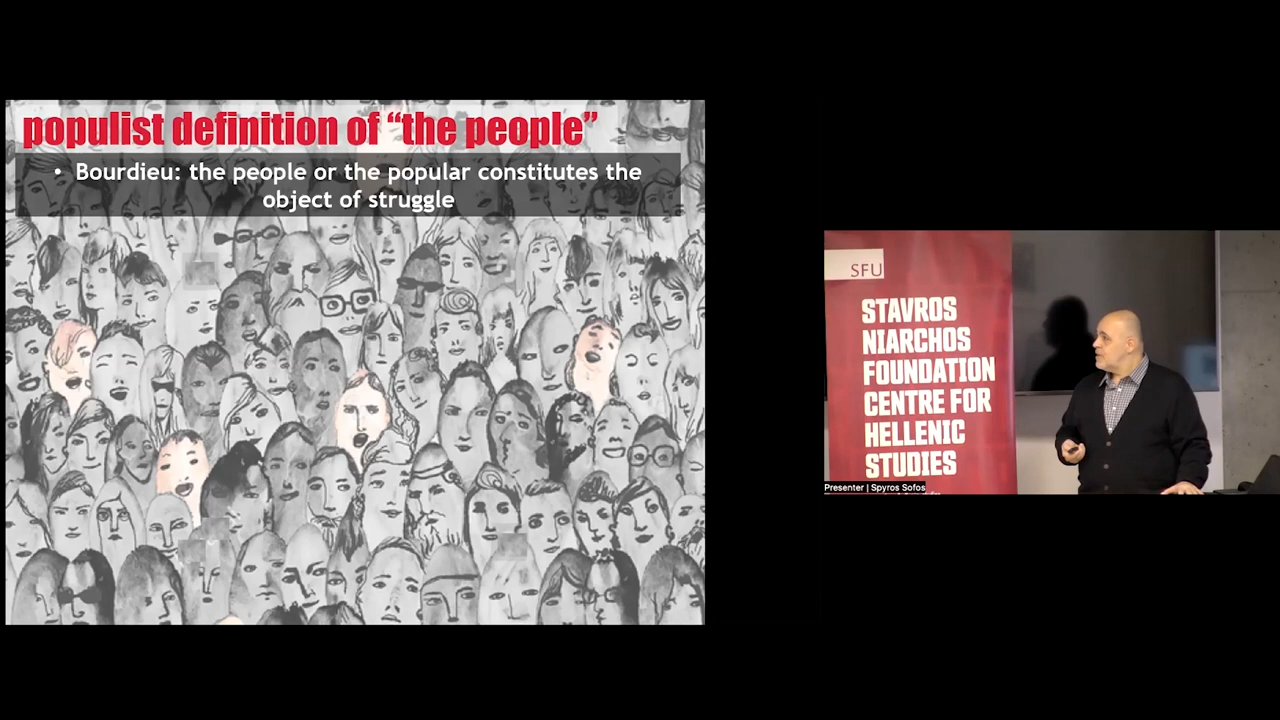 populist definition of “the people”
• Bourdieu: the people or the popular constitutes the
object of struggle
SFU
STAVROS
NIARCHOS
FOUNDATION
CENTRE FOR
HELLENIC
STUDIES
Presenter | Spyros Sofos